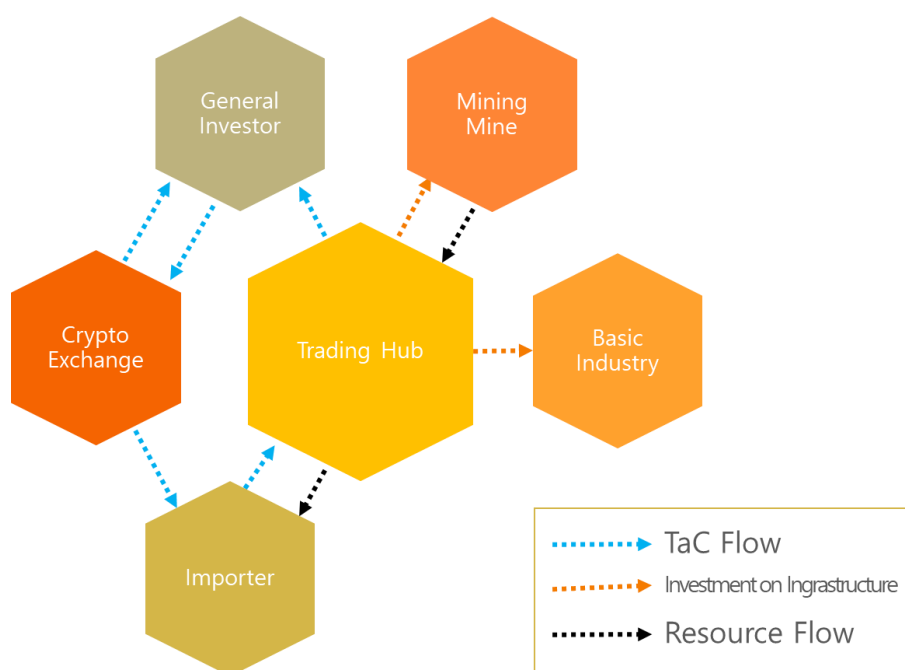 General
Investor
Mining
Mine
Crypto
Exchange
Trading Hub
Basic
Industry
Importer
TaC Flow
Investment on Ingrastructure
Resource Flow